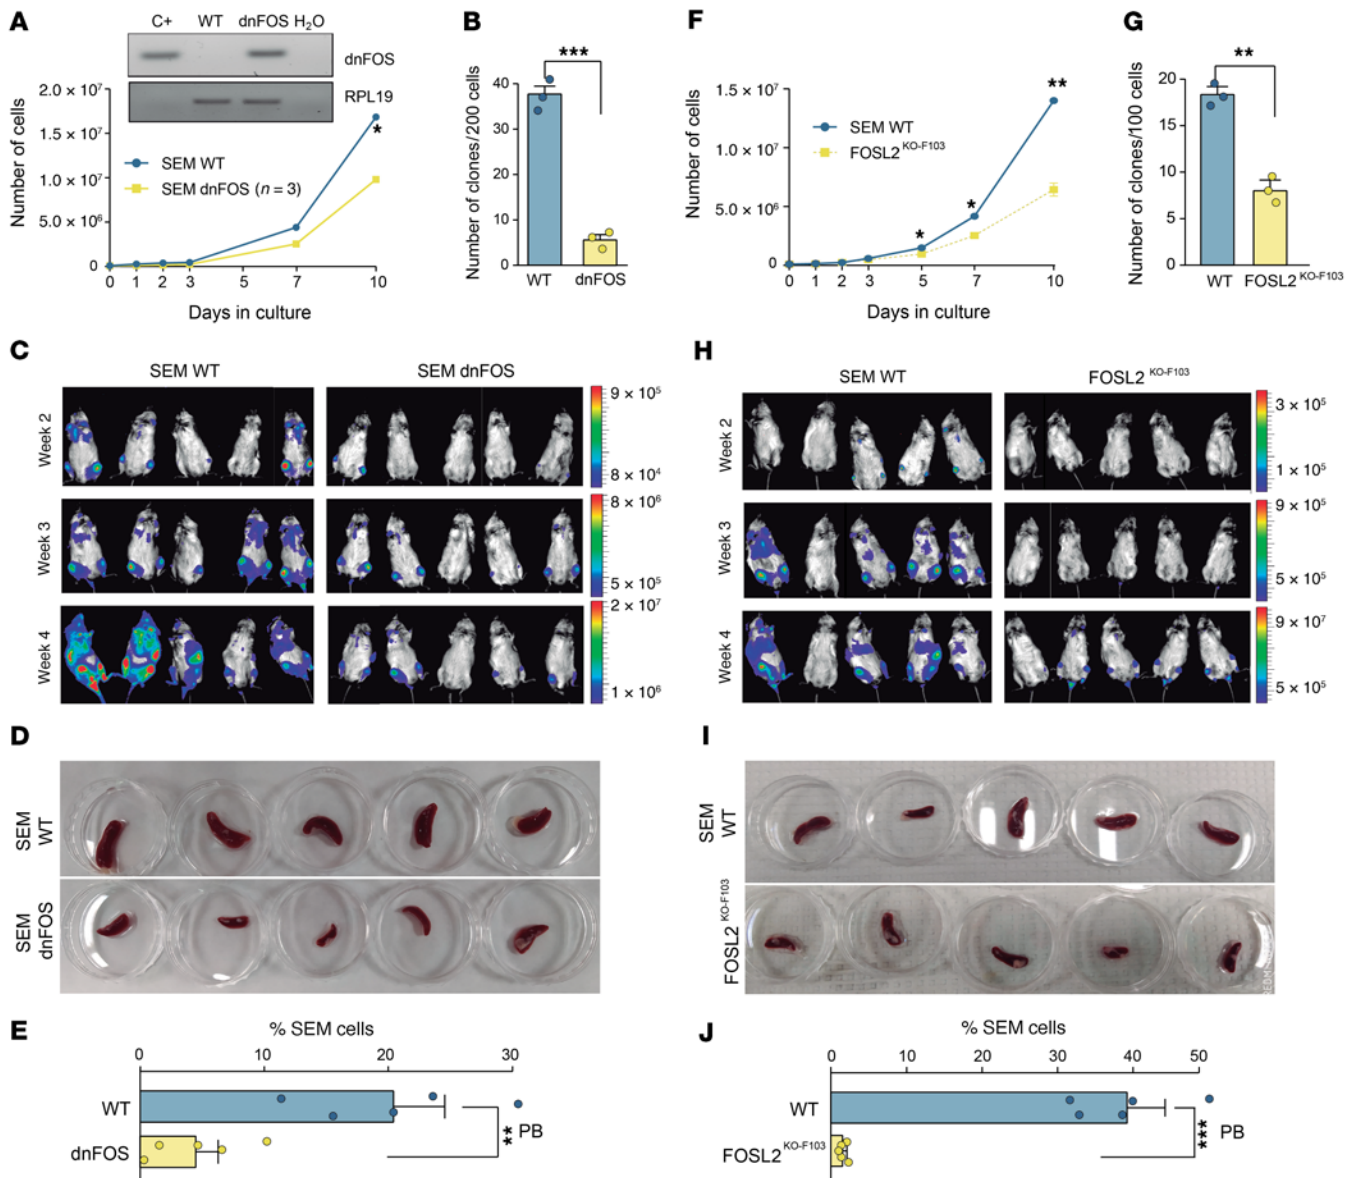 A
C+ WT dnFOS H₂O
dnFOS
RPL19
Number of cells
2.0 × 10⁷
1.5 × 10⁷
1.0 × 10⁷
5.0 × 10⁶
0
SEM WT
SEM dnFOS (n = 3)
*
0 1 2 3 5 7 10
Days in culture
B
***
Number of clones/200 cells
40
30
20
10
0
WT dnFOS
F
Number of cells
1.5 × 10⁷
1.0 × 10⁷
5.0 × 10⁶
0
SEM WT
FOSL2 KO-F103
*
*
**
0 1 2 3 5 7 10
Days in culture
G
**
Number of clones/100 cells
20
15
10
5
0
WT FOSL2 KO-F103
C
SEM WT SEM dnFOS
Week 2
9 × 10⁵
8 × 10⁴
Week 3
8 × 10⁶
5 × 10⁵
Week 4
2 × 10⁷
1 × 10⁶
H
SEM WT FOSL2 KO-F103
Week 2
3 × 10⁵
1 × 10⁵
Week 3
9 × 10⁵
5 × 10⁵
Week 4
9 × 10⁷
5 × 10⁵
D
SEM
WT
SEM
dnFOS
I
SEM
WT
FOSL2 KO-F103
E
% SEM cells
0 10 20 30
WT
dnFOS
**
PB
J
% SEM cells
0 10 20 30 40 50
WT
FOSL2 KO-F103
***
PB